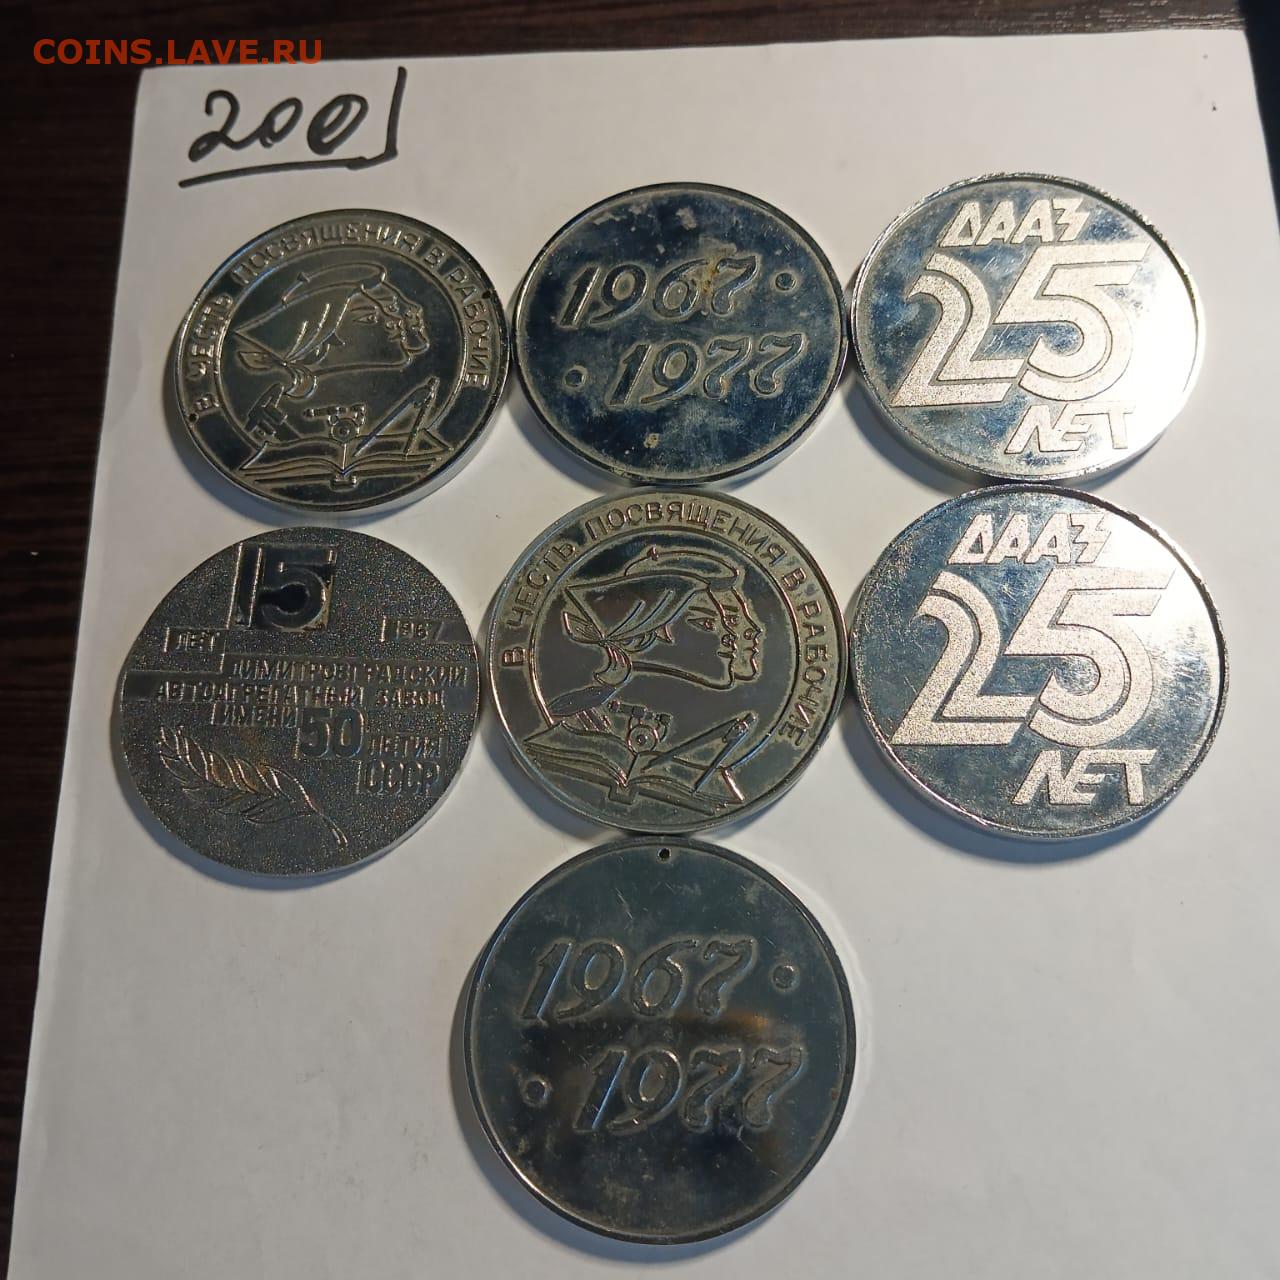 COINS.LAVE.RU
200
В ЧЕСТЬ ПОСВЯЩЕНИЯ В РАБОЧИЕ
1967
1977
ДААЗ
25
ЛЕТ
15
ЛЕТ 1967
ДИМИТРОВГРАДСКИЙ
АВТОАГРЕГАТНЫЙ ЗАВОД
ИМЕНИ 50 ЛЕТИЯ
СССР
В ЧЕСТЬ ПОСВЯЩЕНИЯ В РАБОЧИЕ
ДААЗ
25
ЛЕТ
1967
1977